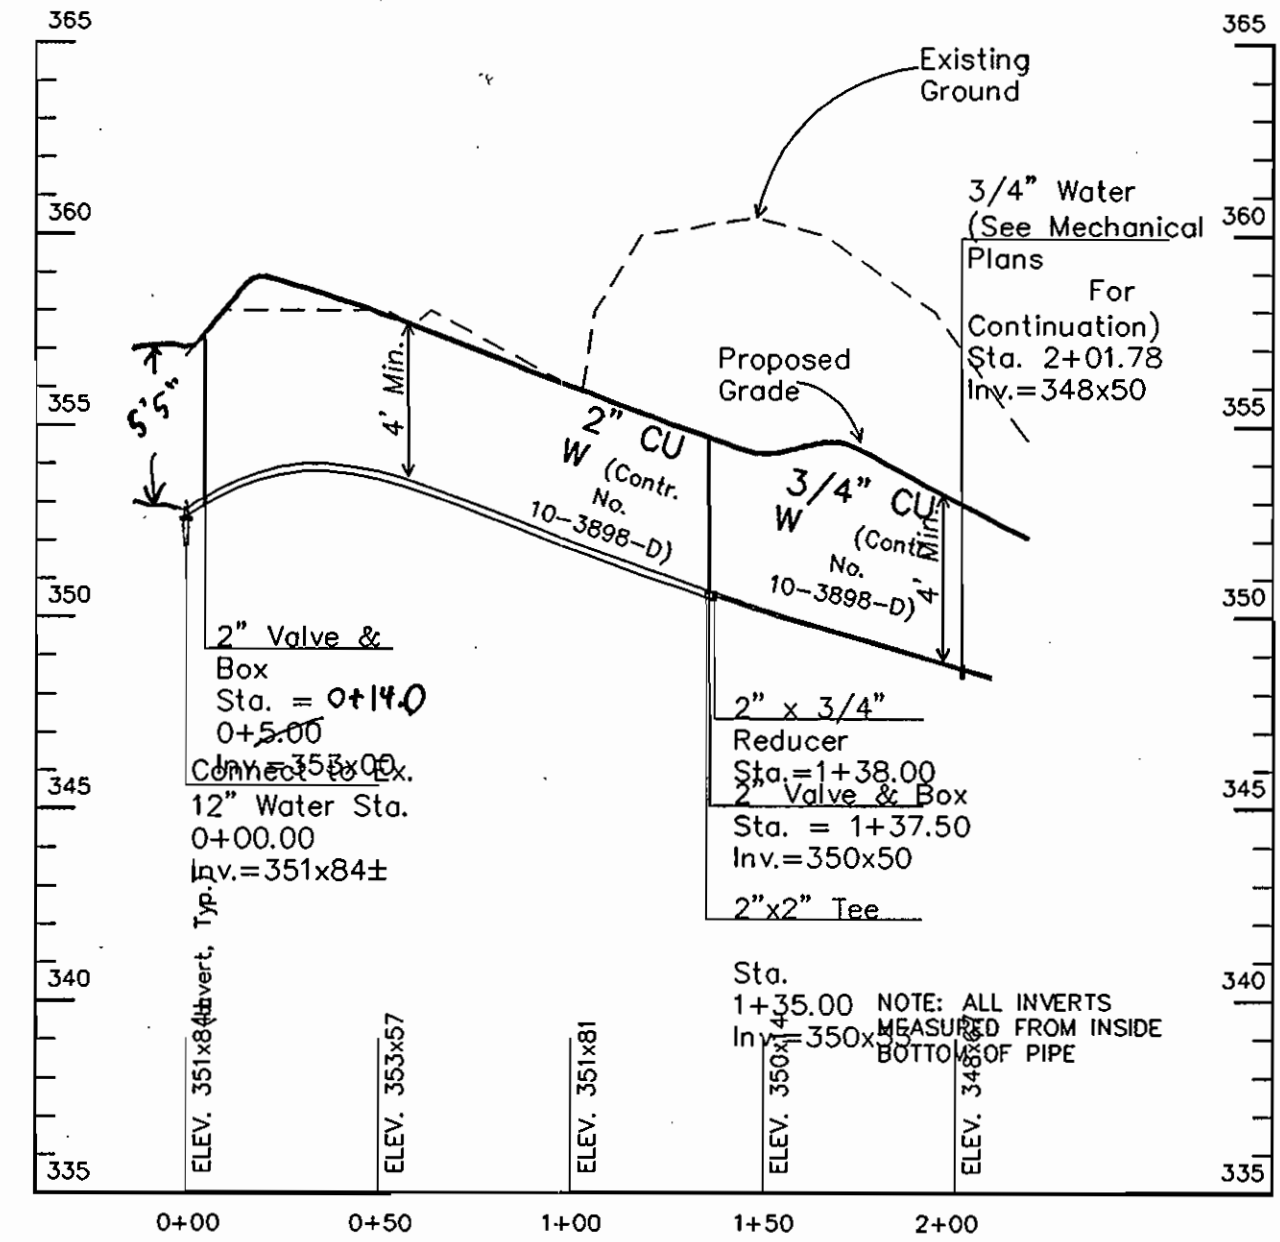 365
365
Existing
Ground
3/4" Water
(See Mechanical
Plans
For
Continuation)
Sta. 2+01.78
Inv.=348x50
360
360
Proposed
Grade
355
355
5'5"
4' Min.
2" CU
W
(Contr.
No.
10-3898-D)
3/4" CU
W
(Contr.
No.
10-3898-D)
4' Min.
350
350
2" Valve &
Box
Sta. = 0+14.0
0+5.00
Inv.=353x00
Connect to Ex.
12" Water Sta.
0+00.00
Inv.=351x84±
2" x 3/4"
Reducer
Sta.=1+38.00
2" Valve & Box
Sta. = 1+37.50
Inv.=350x50
2"x2" Tee
Sta.
1+35.00
Inv.=350x55
345
345
340
340
NOTE: ALL INVERTS
MEASURED FROM INSIDE
BOTTOM OF PIPE
ELEV. 351x84± (Invert, Typ.)
ELEV. 353x57
ELEV. 351x81
ELEV. 350x14
ELEV. 348x67
335
335
0+00
0+50
1+00
1+50
2+00